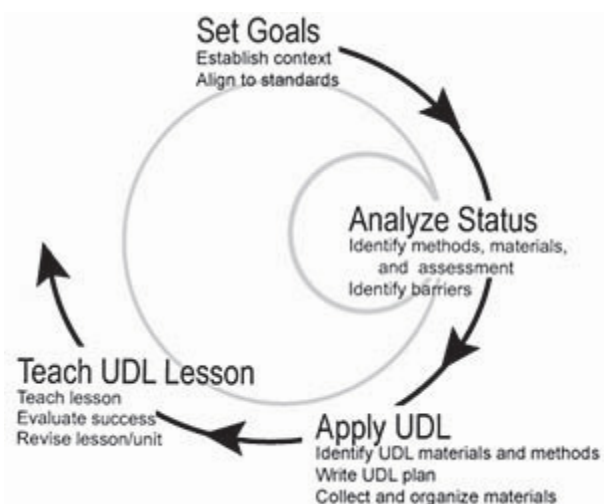 Set Goals
Establish context
Align to standards
Analyze Status
Identify methods, materials,
and assessment
Identify barriers
Teach UDL Lesson
Teach lesson
Evaluate success
Revise lesson/unit
Apply UDL
Identify UDL materials and methods
Write UDL plan
Collect and organize materials